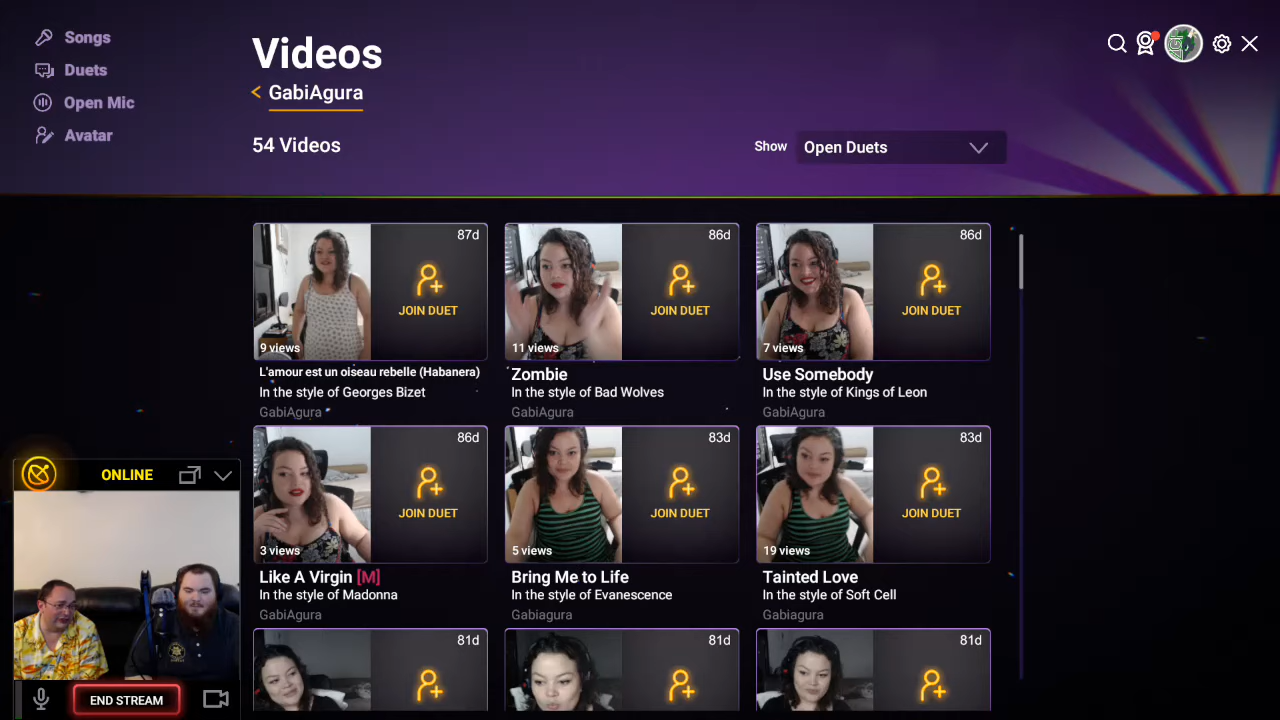 Songs
Duets
Open Mic
Avatar
Videos
< GabiAgura
54 Videos
Show
Open Duets
87d
JOIN DUET
9 views
L'amour est un oiseau rebelle (Habanera)
In the style of Georges Bizet
GabiAgura
86d
JOIN DUET
11 views
Zombie
In the style of Bad Wolves
GabiAgura
86d
JOIN DUET
7 views
Use Somebody
In the style of Kings of Leon
GabiAgura
86d
JOIN DUET
3 views
Like A Virgin [M]
In the style of Madonna
GabiAgura
83d
JOIN DUET
5 views
Bring Me to Life
In the style of Evanescence
Gabiagura
83d
JOIN DUET
19 views
Tainted Love
In the style of Soft Cell
Gabiagura
81d
81d
81d
ONLINE
END STREAM